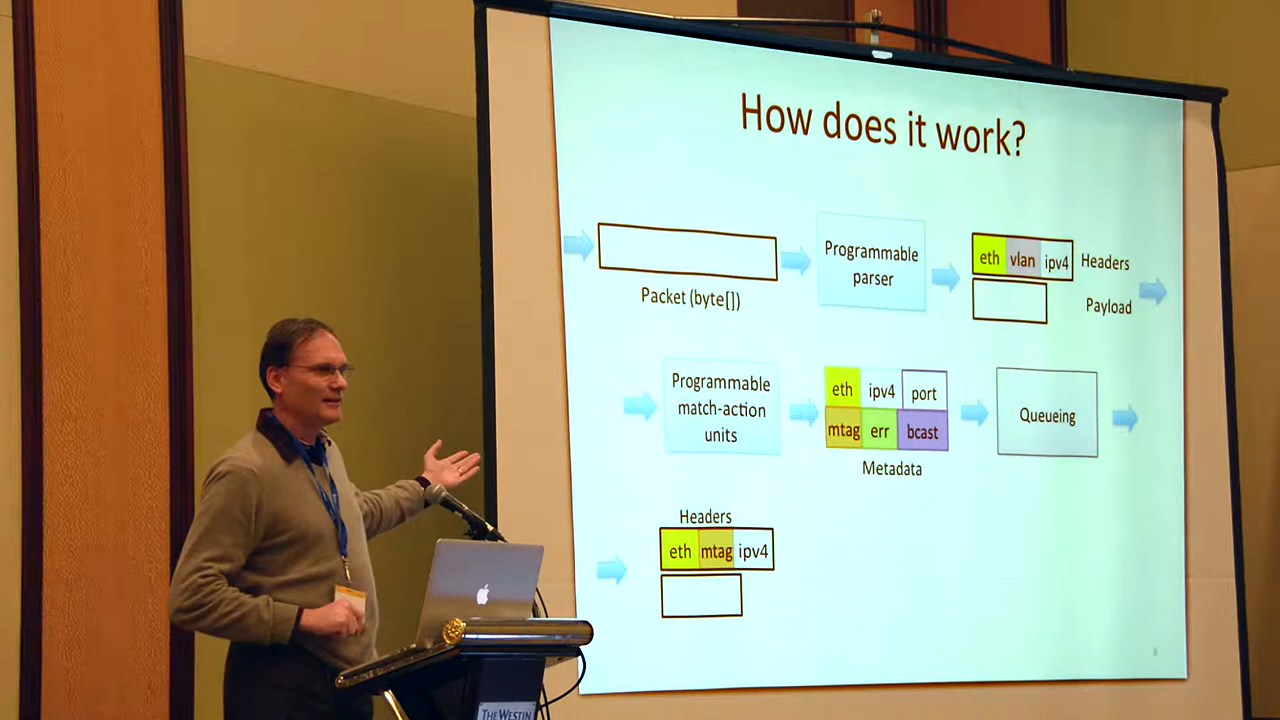 How does it work?
Packet (byte[])
Programmable
parser
eth vlan ipv4
Headers
Payload
Programmable
match-action
units
eth ipv4 port
mtag err bcast
Metadata
Queueing
Headers
eth mtag ipv4
3
THE WESTIN